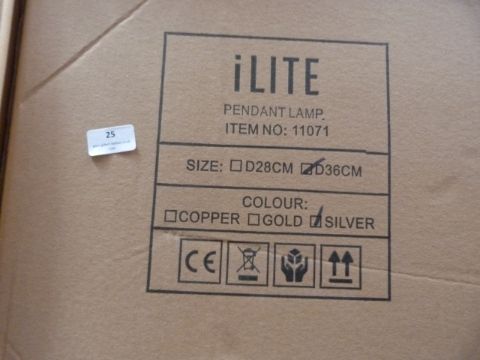 iLITE
PENDANT LAMP
ITEM NO: 11071
SIZE: ☐D28CM ☑D36CM
COLOUR:
☐COPPER ☐GOLD ☑SILVER
CE
25